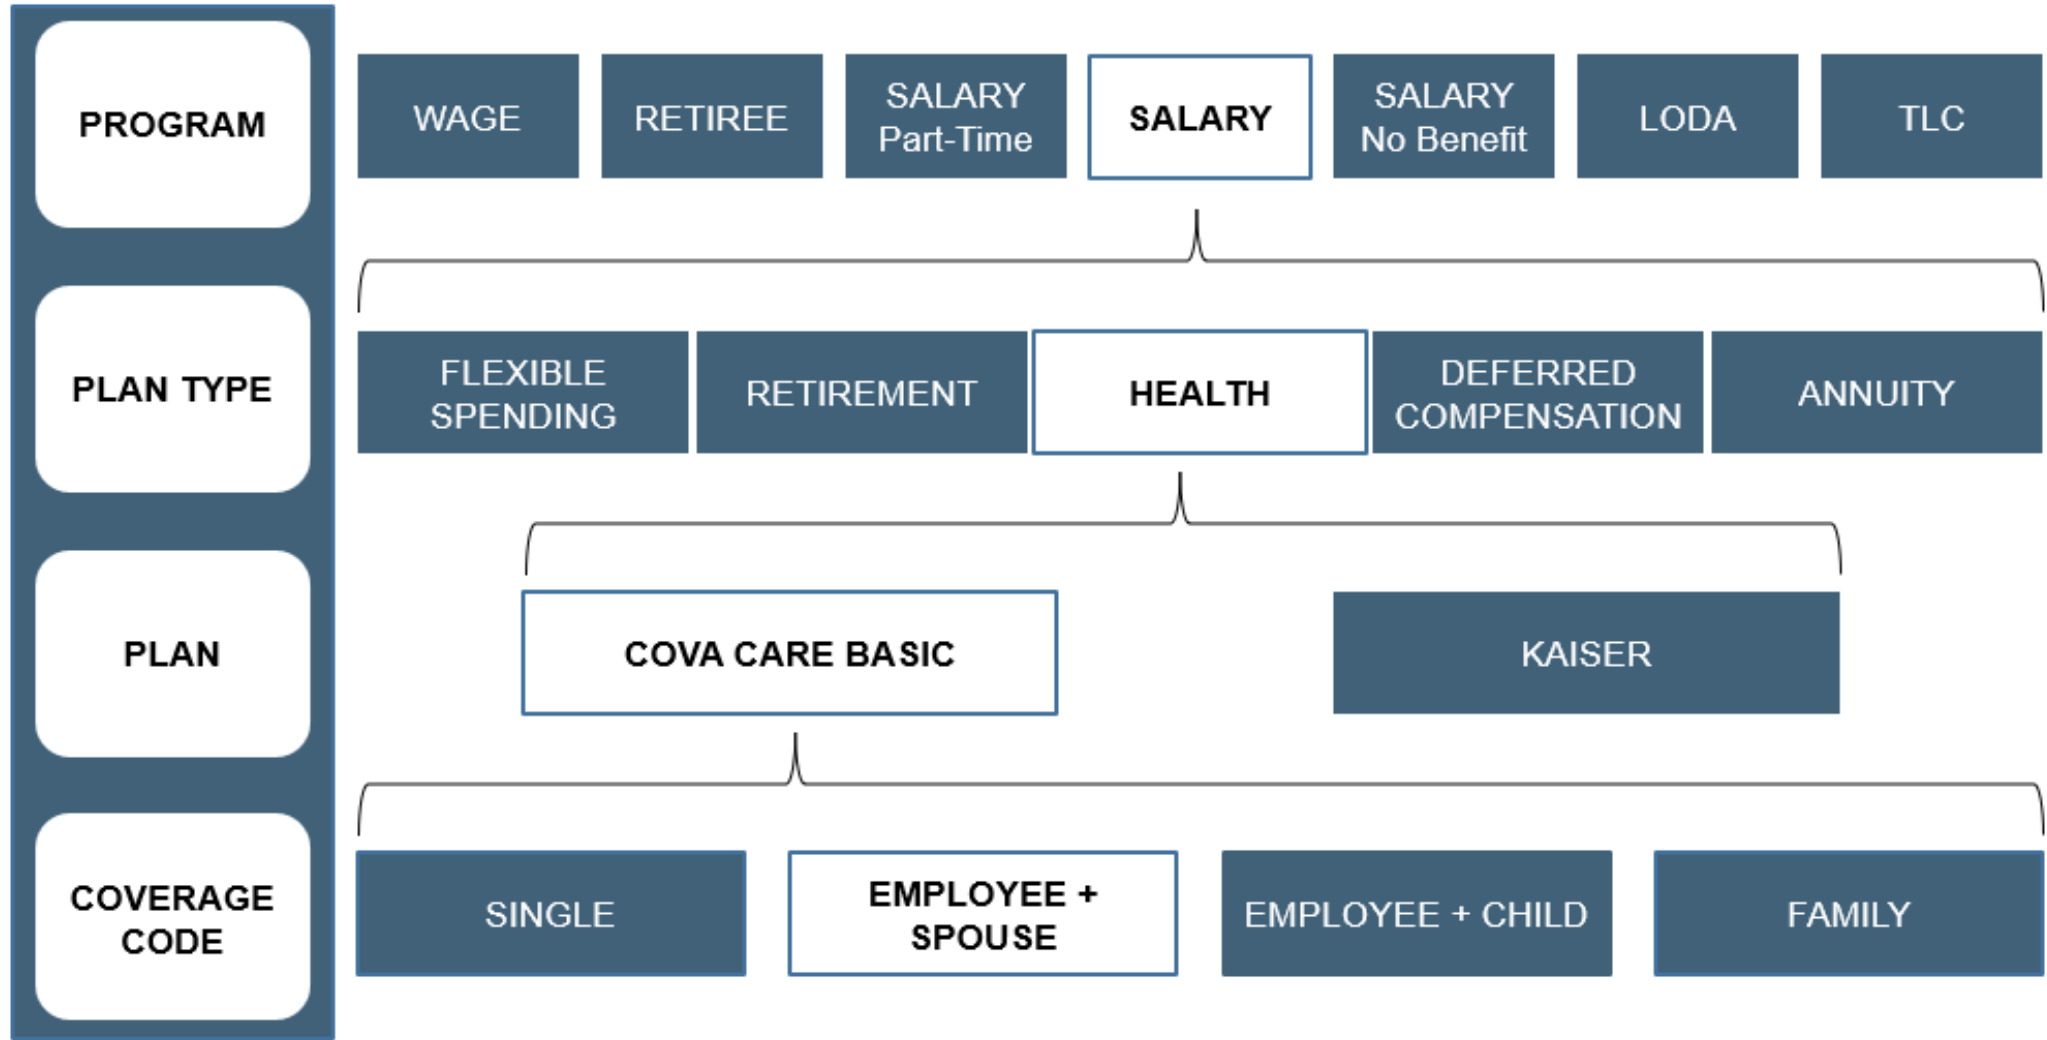 PROGRAM
WAGE
RETIREE
SALARY
Part-Time
SALARY
SALARY
No Benefit
LODA
TLC
PLAN TYPE
FLEXIBLE
SPENDING
RETIREMENT
HEALTH
DEFERRED
COMPENSATION
ANNUITY
PLAN
COVA CARE BASIC
KAISER
COVERAGE
CODE
SINGLE
EMPLOYEE +
SPOUSE
EMPLOYEE + CHILD
FAMILY